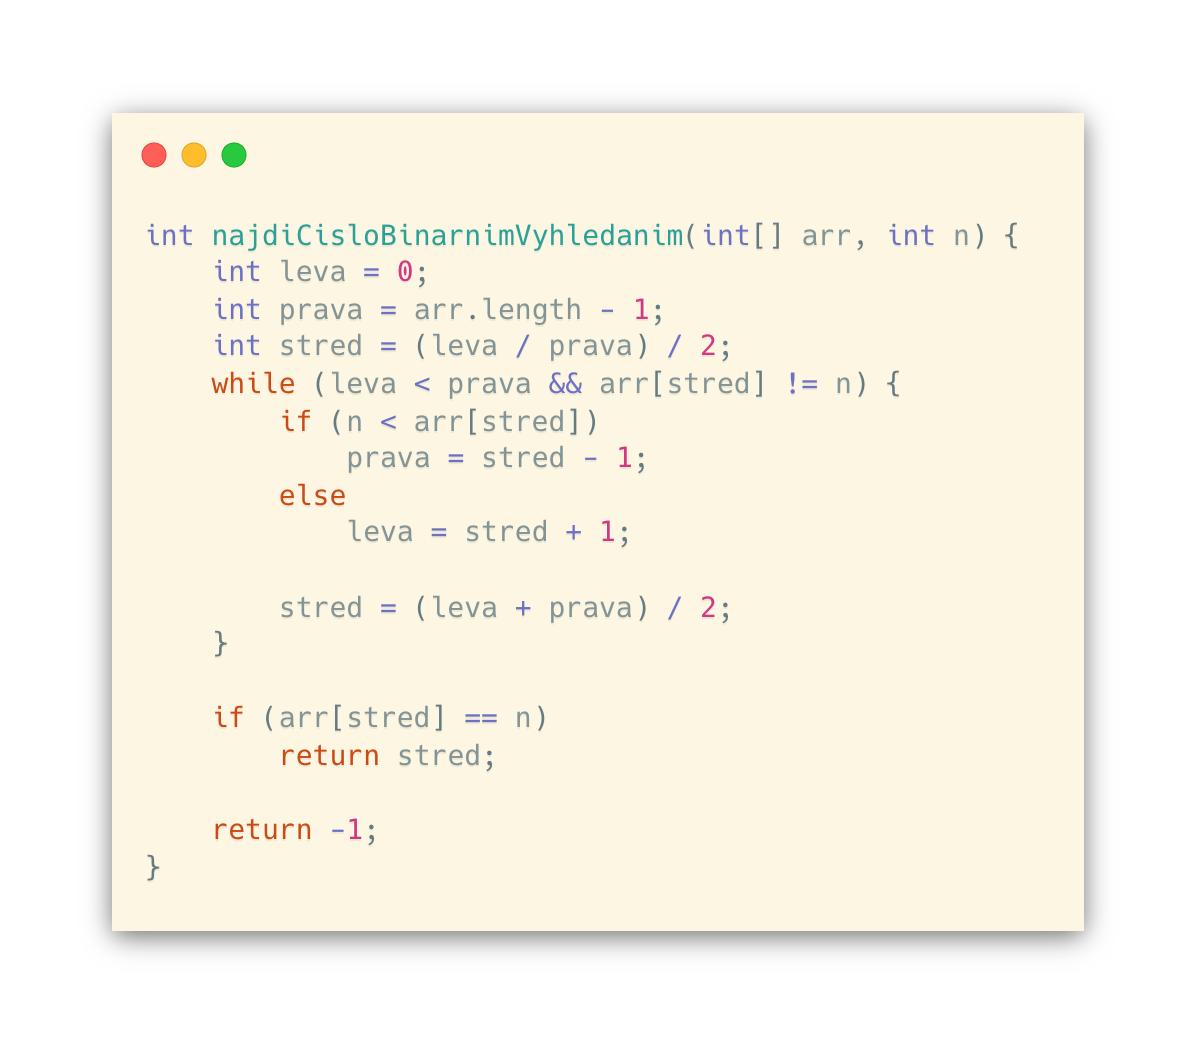 int najdiCisloBinarnimVyhledanim(int[] arr, int n) {
    int leva = 0;
    int prava = arr.length - 1;
    int stred = (leva / prava) / 2;
    while (leva < prava && arr[stred] != n) {
        if (n < arr[stred])
            prava = stred - 1;
        else
            leva = stred + 1;

        stred = (leva + prava) / 2;
    }

    if (arr[stred] == n)
        return stred;

    return -1;
}